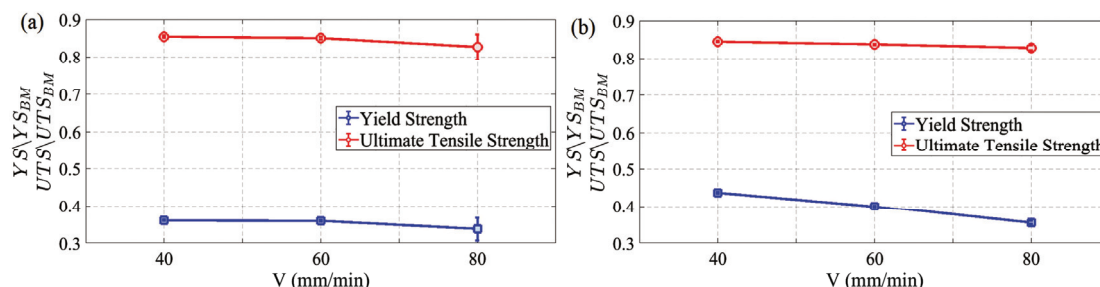 (a)
0.9
0.8
0.7
0.6
0.5
0.4
0.3
YS\YS_BM
UTS\UTS_BM
Yield Strength
Ultimate Tensile Strength
40
60
80
V (mm/min)
(b)
0.9
0.8
0.7
0.6
0.5
0.4
0.3
YS\YS_BM
UTS\UTS_BM
Yield Strength
Ultimate Tensile Strength
40
60
80
V (mm/min)